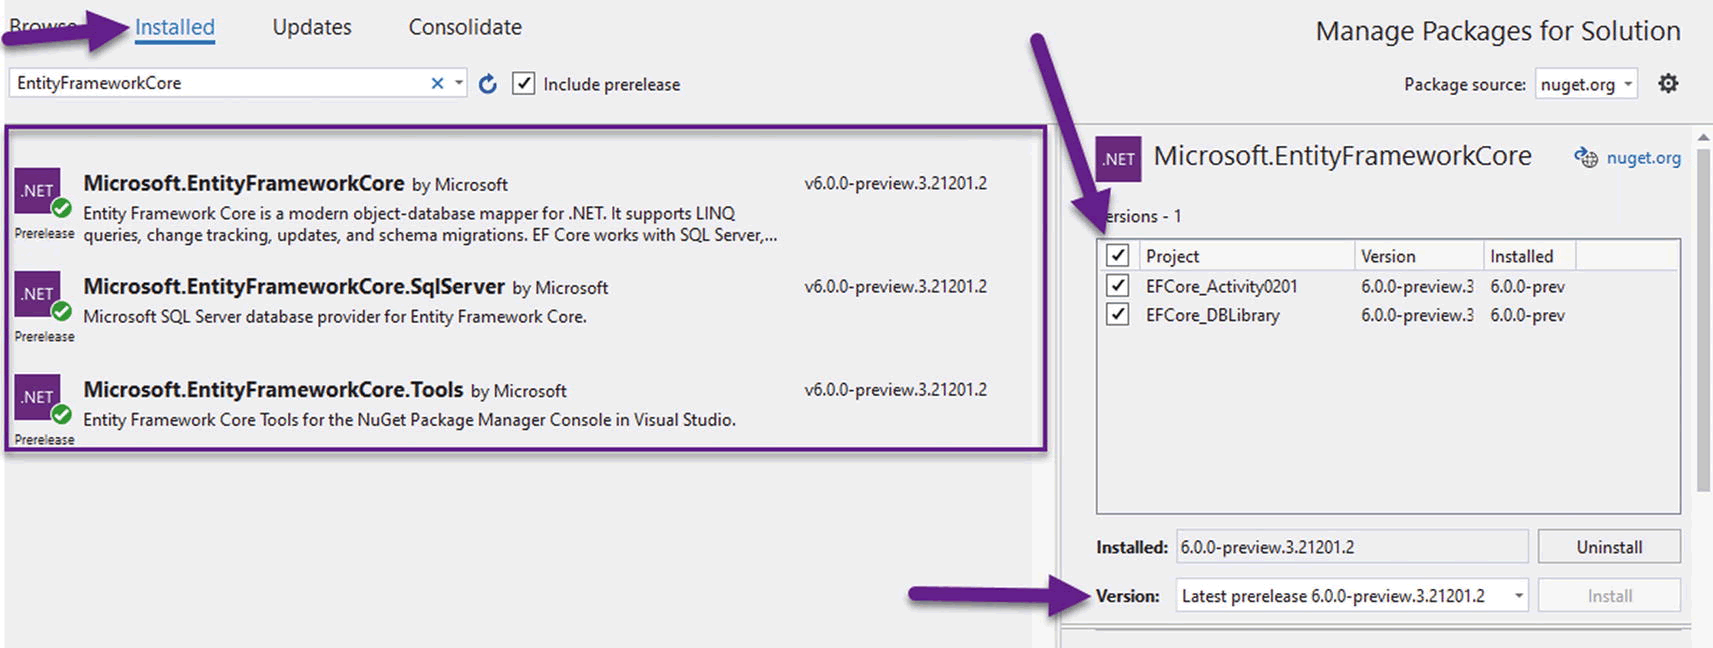 Browse Installed Updates Consolidate
Manage Packages for Solution
EntityFrameworkCore
Include prerelease
Package source: nuget.org
.NET
Prerelease
Microsoft.EntityFrameworkCore by Microsoft v6.0.0-preview.3.21201.2
Entity Framework Core is a modern object-database mapper for .NET. It supports LINQ
queries, change tracking, updates, and schema migrations. EF Core works with SQL Server,...
.NET
Prerelease
Microsoft.EntityFrameworkCore.SqlServer by Microsoft v6.0.0-preview.3.21201.2
Microsoft SQL Server database provider for Entity Framework Core.
.NET
Prerelease
Microsoft.EntityFrameworkCore.Tools by Microsoft v6.0.0-preview.3.21201.2
Entity Framework Core Tools for the NuGet Package Manager Console in Visual Studio.
.NET Microsoft.EntityFrameworkCore nuget.org
ersions - 1
Project Version Installed
EFCore_Activity0201 6.0.0-preview.3 6.0.0-prev
EFCore_DBLibrary 6.0.0-preview.3 6.0.0-prev
Installed: 6.0.0-preview.3.21201.2 Uninstall
Version: Latest prerelease 6.0.0-preview.3.21201.2 Install